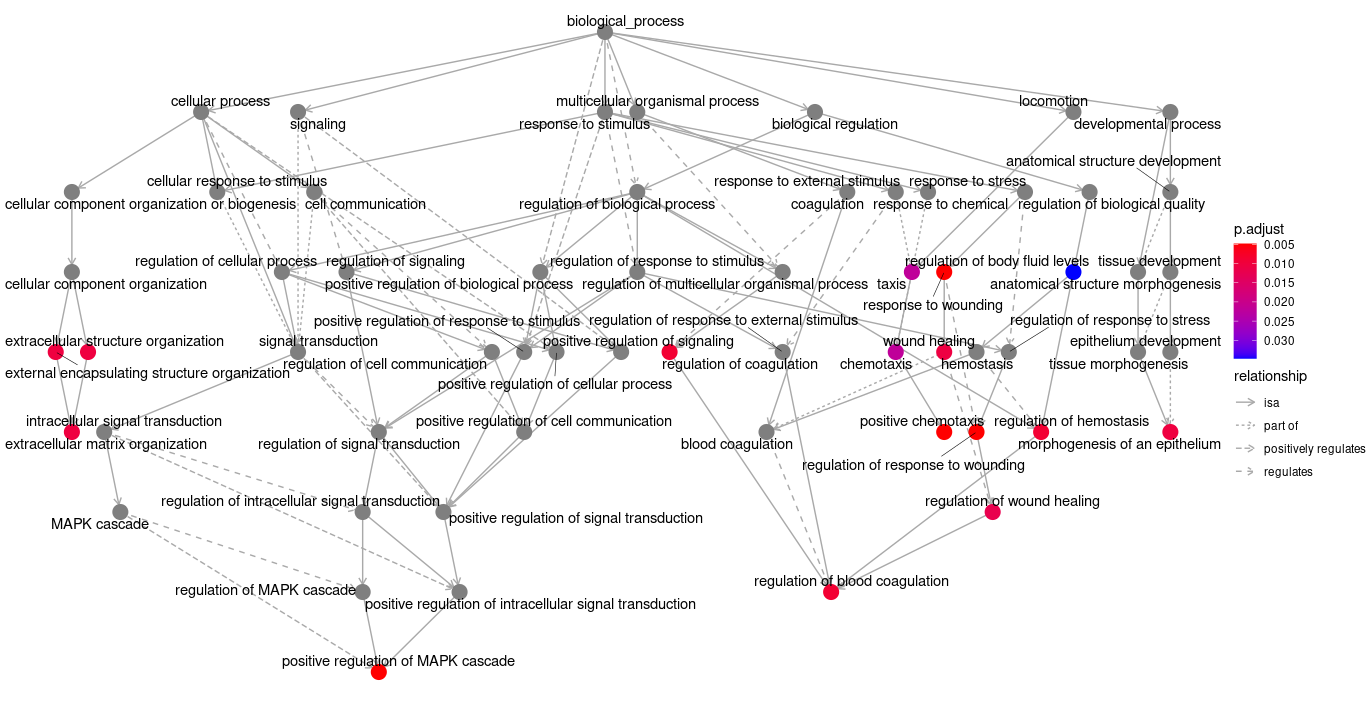 biological_process
cellular process
multicellular organismal process
locomotion
signaling
response to stimulus
biological regulation
developmental process
anatomical structure development
cellular response to stimulus
response to external stimulus
response to stress
cellular component organization or biogenesis
cell communication
regulation of biological process
coagulation
response to chemical
regulation of biological quality
p.adjust
0.005
0.010
0.015
0.020
0.025
0.030
regulation of cellular process
regulation of signaling
regulation of response to stimulus
regulation of body fluid levels
tissue development
cellular component organization
positive regulation of biological process
regulation of multicellular organismal process
taxis
anatomical structure morphogenesis
response to wounding
positive regulation of response to stimulus
regulation of response to external stimulus
regulation of response to stress
extracellular structure organization
signal transduction
positive regulation of signaling
wound healing
epithelium development
regulation of cell communication
regulation of coagulation
chemotaxis
hemostasis
tissue morphogenesis
external encapsulating structure organization
positive regulation of cellular process
relationship
isa
part of
positively regulates
regulates
intracellular signal transduction
positive regulation of cell communication
positive chemotaxis
regulation of hemostasis
extracellular matrix organization
regulation of signal transduction
blood coagulation
morphogenesis of an epithelium
regulation of response to wounding
regulation of intracellular signal transduction
regulation of wound healing
MAPK cascade
positive regulation of signal transduction
regulation of blood coagulation
regulation of MAPK cascade
positive regulation of intracellular signal transduction
positive regulation of MAPK cascade